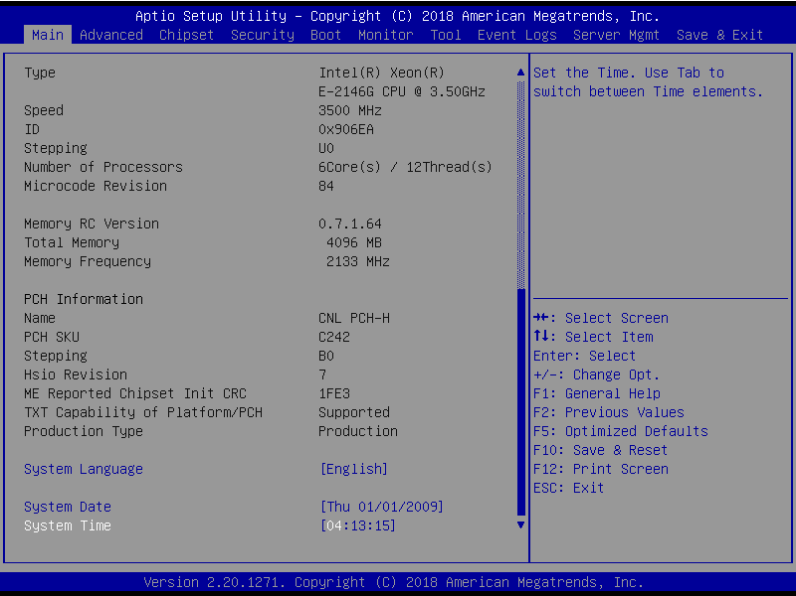 Aptio Setup Utility – Copyright (C) 2018 American Megatrends, Inc.
Main Advanced Chipset Security Boot Monitor Tool Event Logs Server Mgmt Save & Exit
Type Intel(R) Xeon(R)
E-2146G CPU @ 3.50GHz
Speed 3500 MHz
ID 0x906EA
Stepping U0
Number of Processors 6Core(s) / 12Thread(s)
Microcode Revision 84
Memory RC Version 0.7.1.64
Total Memory 4096 MB
Memory Frequency 2133 MHz
PCH Information
Name CNL PCH-H
PCH SKU C242
Stepping B0
Hsio Revision 7
ME Reported Chipset Init CRC 1FE3
TXT Capability of Platform/PCH Supported
Production Type Production
System Language [English]
System Date [Thu 01/01/2009]
System Time [04:13:15]
Set the Time. Use Tab to
switch between Time elements.
→←: Select Screen
↑↓: Select Item
Enter: Select
+/-: Change Opt.
F1: General Help
F2: Previous Values
F5: Optimized Defaults
F10: Save & Reset
F12: Print Screen
ESC: Exit
Version 2.20.1271. Copyright (C) 2018 American Megatrends, Inc.